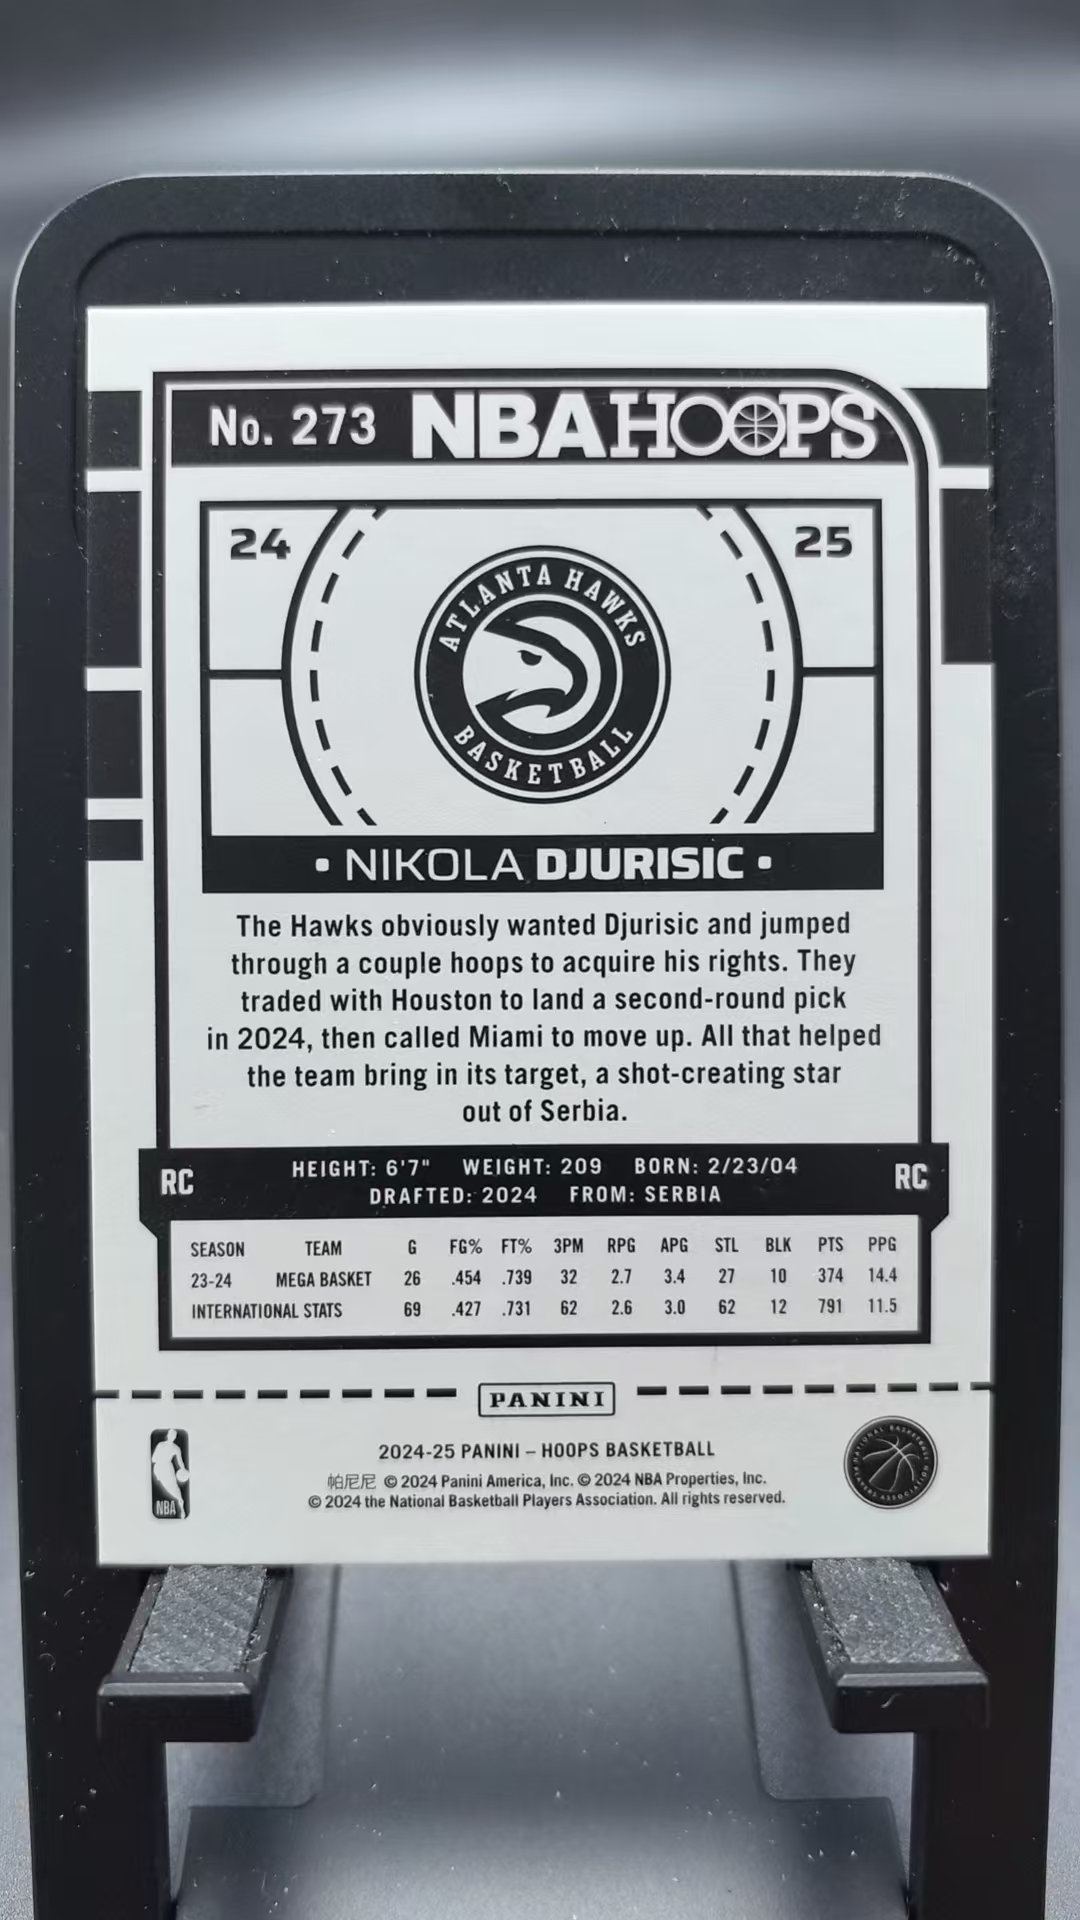 No. 273 NBA HOOPS
24 25
ATLANTA HAWKS
BASKETBALL
• NIKOLA DJURISIC •
The Hawks obviously wanted Djurisic and jumped
through a couple hoops to acquire his rights. They
traded with Houston to land a second-round pick
in 2024, then called Miami to move up. All that helped
the team bring in its target, a shot-creating star
out of Serbia.
RC HEIGHT: 6'7" WEIGHT: 209 BORN: 2/23/04 RC
DRAFTED: 2024 FROM: SERBIA
SEASON TEAM G FG% FT% 3PM RPG APG STL BLK PTS PPG
23-24 MEGA BASKET 26 .454 .739 32 2.7 3.4 27 10 374 14.4
INTERNATIONAL STATS 69 .427 .731 62 2.6 3.0 62 12 791 11.5
PANINI
2024-25 PANINI – HOOPS BASKETBALL
帕尼尼 © 2024 Panini America, Inc. © 2024 NBA Properties, Inc.
© 2024 the National Basketball Players Association. All rights reserved.
NBA
NATIONAL BASKETBALL
PLAYERS ASSOCIATION